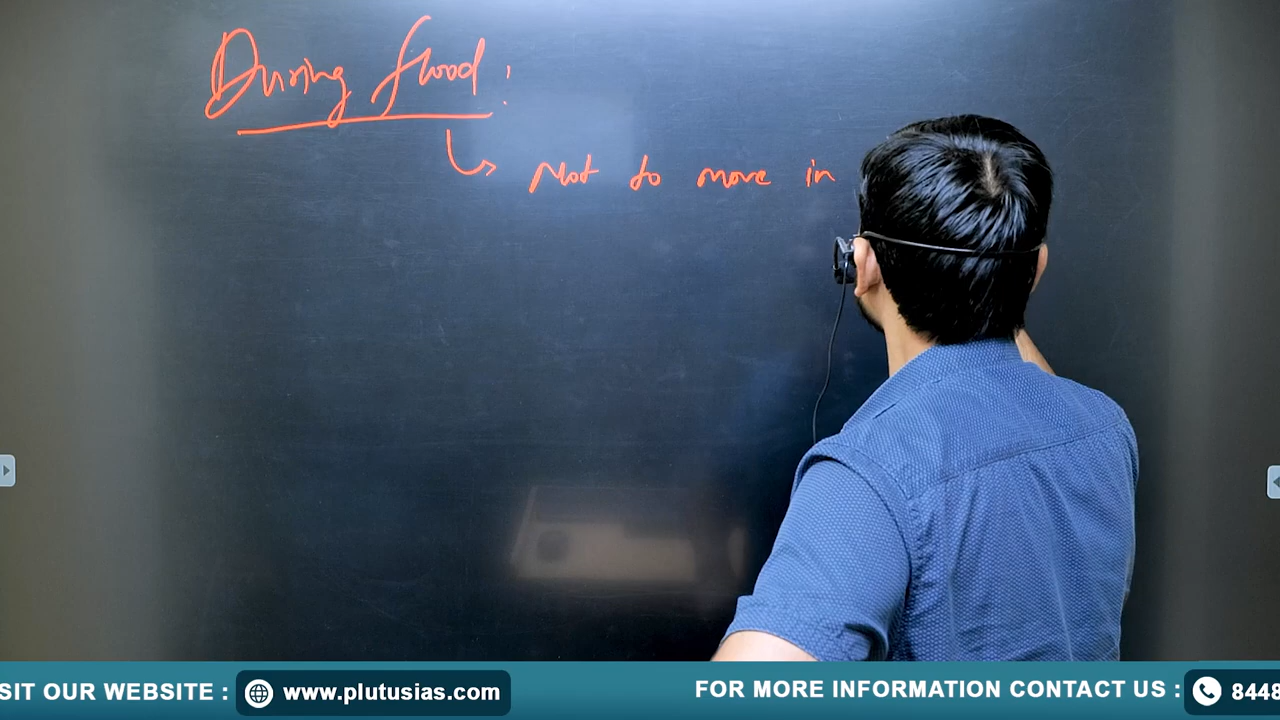 During flood :
↳ Not to move in
SIT OUR WEBSITE : www.plutusias.com
FOR MORE INFORMATION CONTACT US : 8448